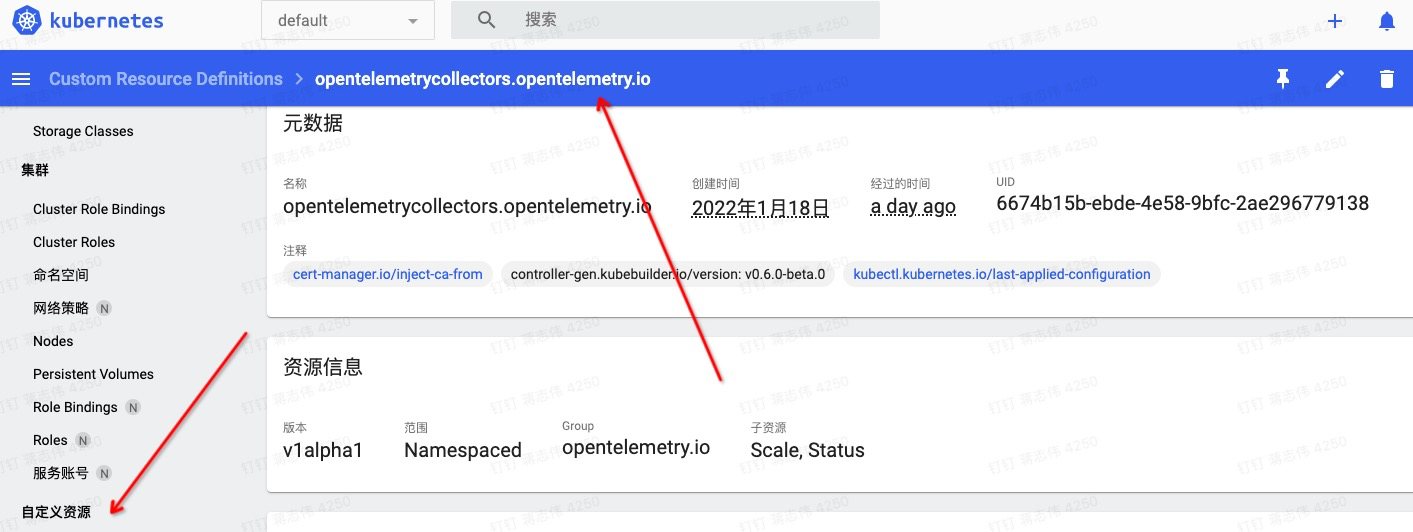 kubernetes default 搜索
Custom Resource Definitions > opentelemetrycollectors.opentelemetry.io
Storage Classes
集群
Cluster Role Bindings
Cluster Roles
命名空间
网络策略 N
Nodes
Persistent Volumes
Role Bindings N
Roles N
服务账号 N
自定义资源
元数据
名称 创建时间 经过的时间 UID
opentelemetrycollectors.opentelemetry.io 2022年1月18日 a day ago 6674b15b-ebde-4e58-9bfc-2ae296779138
注释
cert-manager.io/inject-ca-from controller-gen.kubebuilder.io/version: v0.6.0-beta.0 kubectl.kubernetes.io/last-applied-configuration
资源信息
版本 范围 Group 子资源
v1alpha1 Namespaced opentelemetry.io Scale, Status
钉钉 蒋志伟 4250